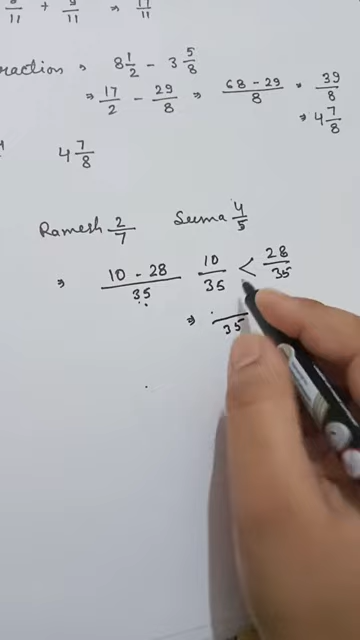 /11 + /11 ⇒ 17/11
raction ⇒ 8 1/2 - 3 5/8
⇒ 17/2 - 29/8 ⇒ 68 - 29/8 = 39/8
⇒ 4 7/8
4 7/8
Ramesh 2/7 Seema 4/5
⇒ 10 - 28/35 10/35 < 28/35
⇒ /35